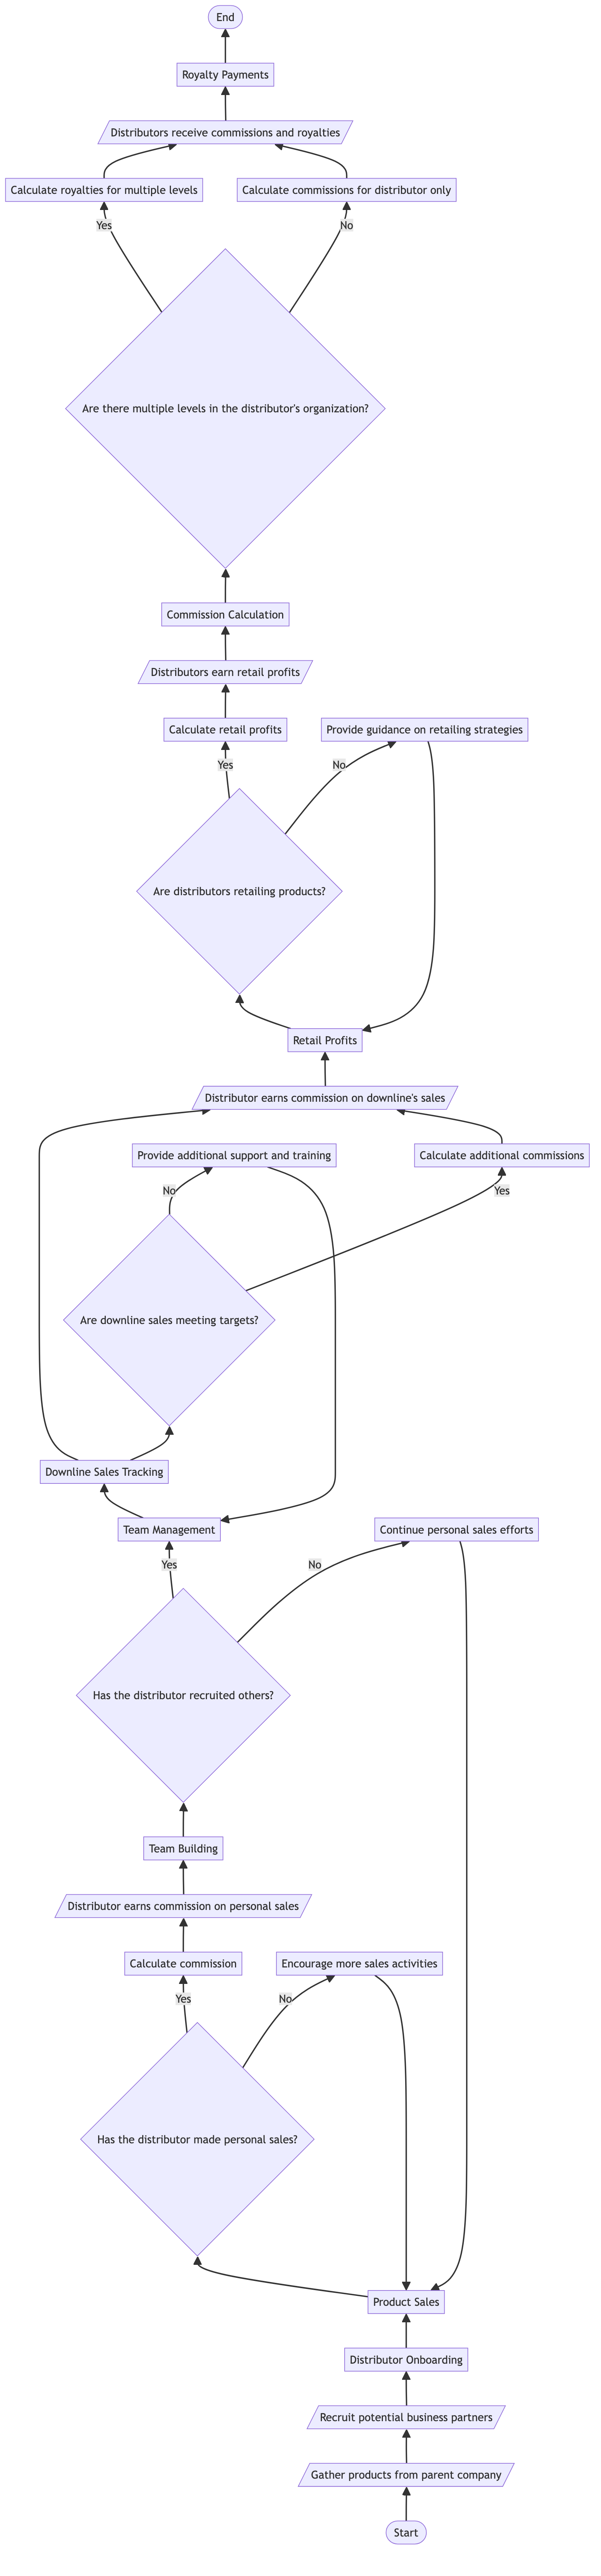 End
Royalty Payments
Distributors receive commissions and royalties
Calculate royalties for multiple levels
Calculate commissions for distributor only
Yes
No
Are there multiple levels in the distributor's organization?
Commission Calculation
Distributors earn retail profits
Calculate retail profits
Provide guidance on retailing strategies
Yes
No
Are distributors retailing products?
Retail Profits
Distributor earns commission on downline's sales
Provide additional support and training
Calculate additional commissions
No
Yes
Are downline sales meeting targets?
Downline Sales Tracking
Team Management
Continue personal sales efforts
Yes
No
Has the distributor recruited others?
Team Building
Distributor earns commission on personal sales
Calculate commission
Encourage more sales activities
Yes
No
Has the distributor made personal sales?
Product Sales
Distributor Onboarding
Recruit potential business partners
Gather products from parent company
Start